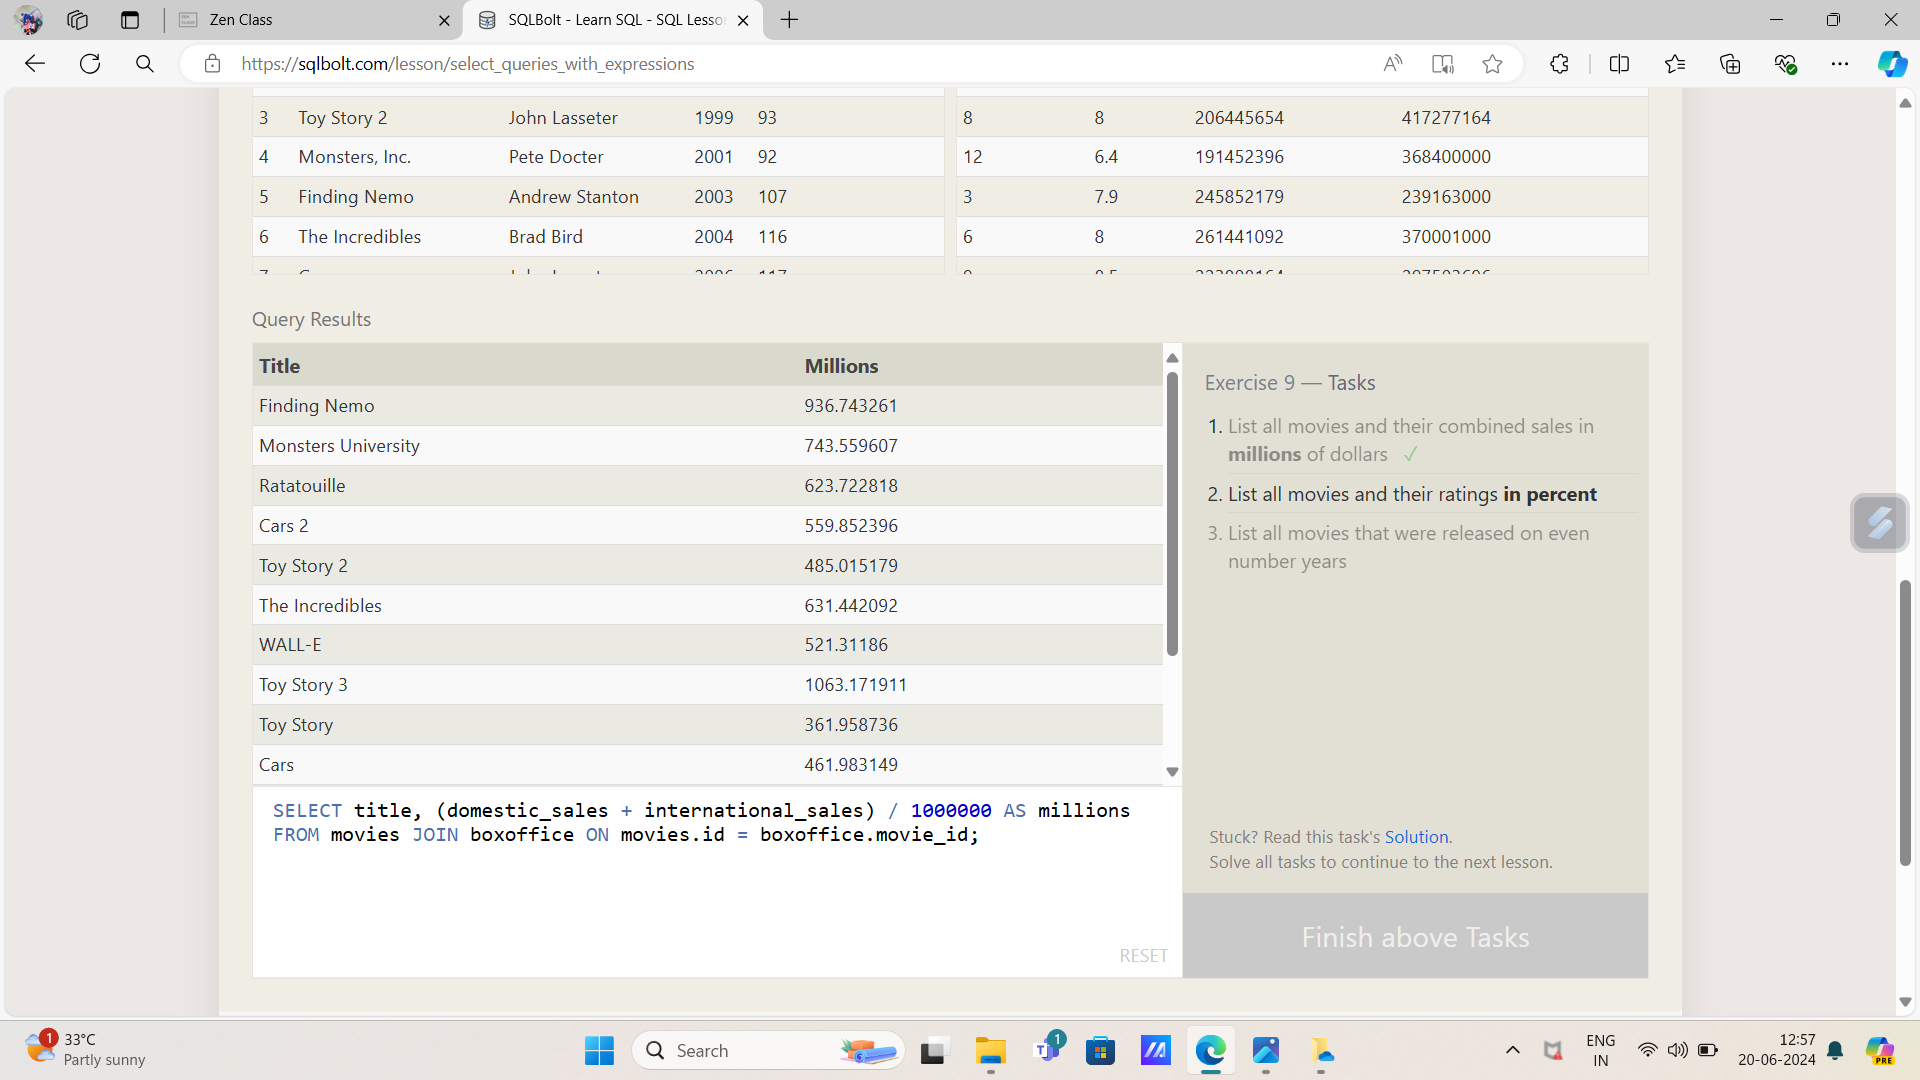 Zen Class
SQLBolt - Learn SQL - SQL Lesso
https://sqlbolt.com/lesson/select_queries_with_expressions
3 Toy Story 2 John Lasseter 1999 93 8 8 206445654 417277164
4 Monsters, Inc. Pete Docter 2001 92 12 6.4 191452396 368400000
5 Finding Nemo Andrew Stanton 2003 107 3 7.9 245852179 239163000
6 The Incredibles Brad Bird 2004 116 6 8 261441092 370001000
Query Results
Title Millions
Finding Nemo 936.743261
Monsters University 743.559607
Ratatouille 623.722818
Cars 2 559.852396
Toy Story 2 485.015179
The Incredibles 631.442092
WALL-E 521.31186
Toy Story 3 1063.171911
Toy Story 361.958736
Cars 461.983149
SELECT title, (domestic_sales + international_sales) / 1000000 AS millions
FROM movies JOIN boxoffice ON movies.id = boxoffice.movie_id;
RESET
Exercise 9 — Tasks
1. List all movies and their combined sales in
millions of dollars ✓
2. List all movies and their ratings in percent
3. List all movies that were released on even
number years
Stuck? Read this task's Solution.
Solve all tasks to continue to the next lesson.
Finish above Tasks
1
33°C
Partly sunny
Search
1
ENG
IN
12:57
20-06-2024
PRE